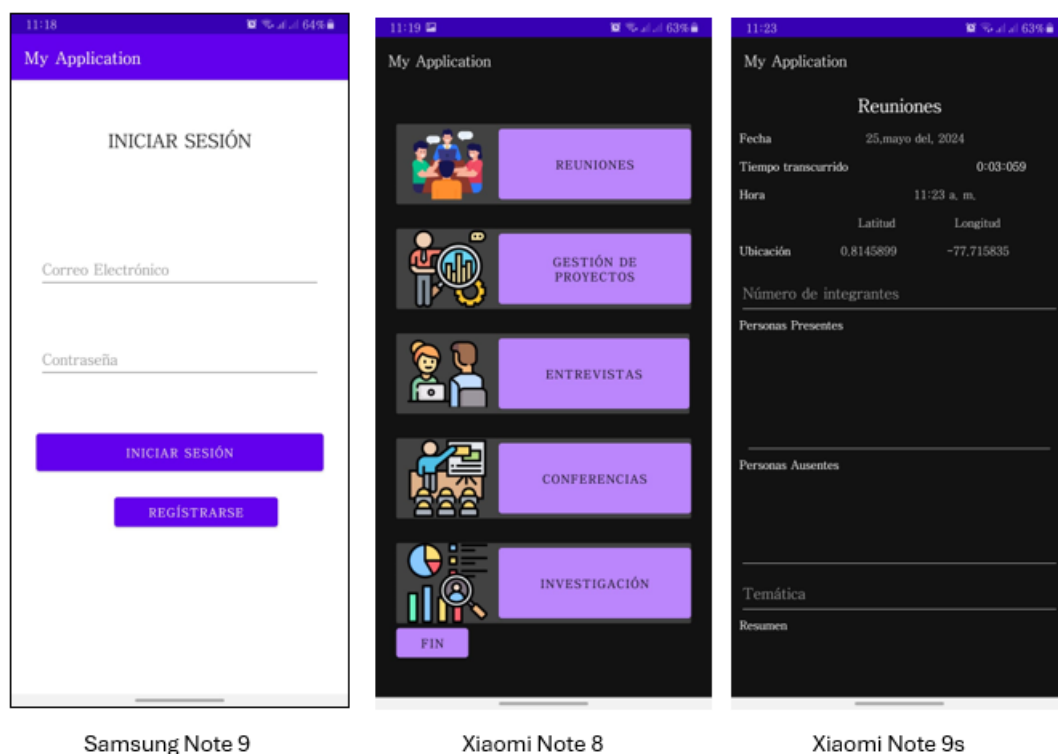 11:18
64%
My Application
INICIAR SESIÓN
Correo Electrónico
Contraseña
INICIAR SESIÓN
REGÍSTRARSE
Samsung Note 9
11:19
63%
My Application
REUNIONES
GESTIÓN DE
PROYECTOS
ENTREVISTAS
CONFERENCIAS
INVESTIGACIÓN
FIN
Xiaomi Note 8
11:23
63%
My Application
Reuniones
Fecha 25,mayo del, 2024
Tiempo transcurrido 0:03:059
Hora 11:23 a. m.
Latitud Longitud
Ubicación 0.8145899 -77.715835
Número de integrantes
Personas Presentes
Personas Ausentes
Temática
Resumen
Xiaomi Note 9s